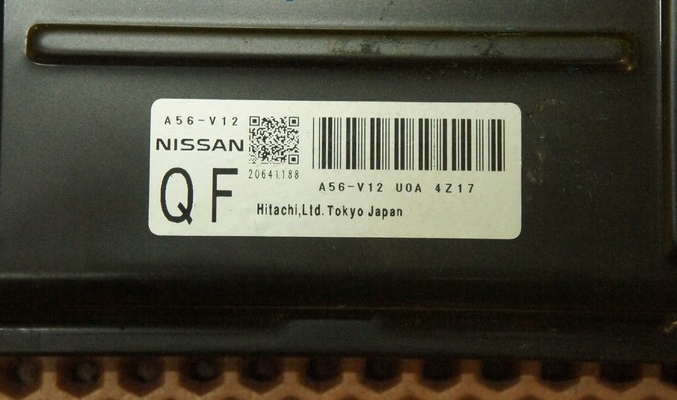 A56-V12
NISSAN
20641188
QF
A56-V12 U0A 4Z17
Hitachi,Ltd.Tokyo Japan